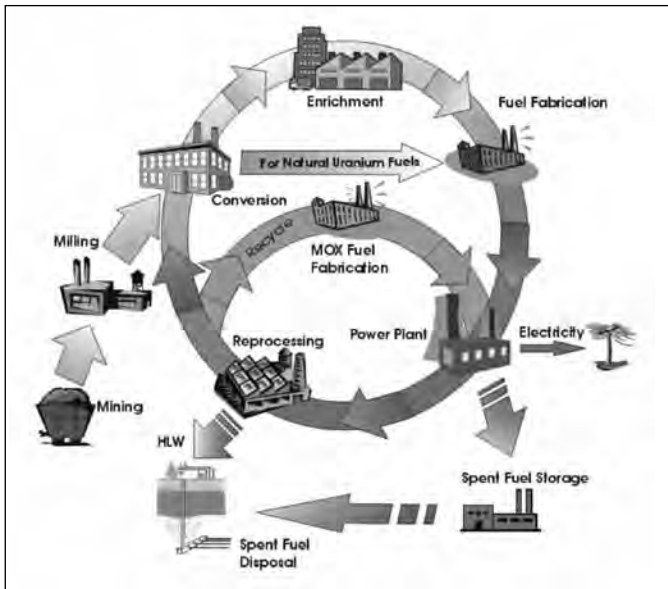 Enrichment
Fuel Fabrication
For Natural Uranium Fuels
Conversion
Milling
Recycle
MOX Fuel
Fabrication
Reprocessing
Power Plant
Electricity
Mining
HLW
Spent Fuel Storage
Spent Fuel
Disposal